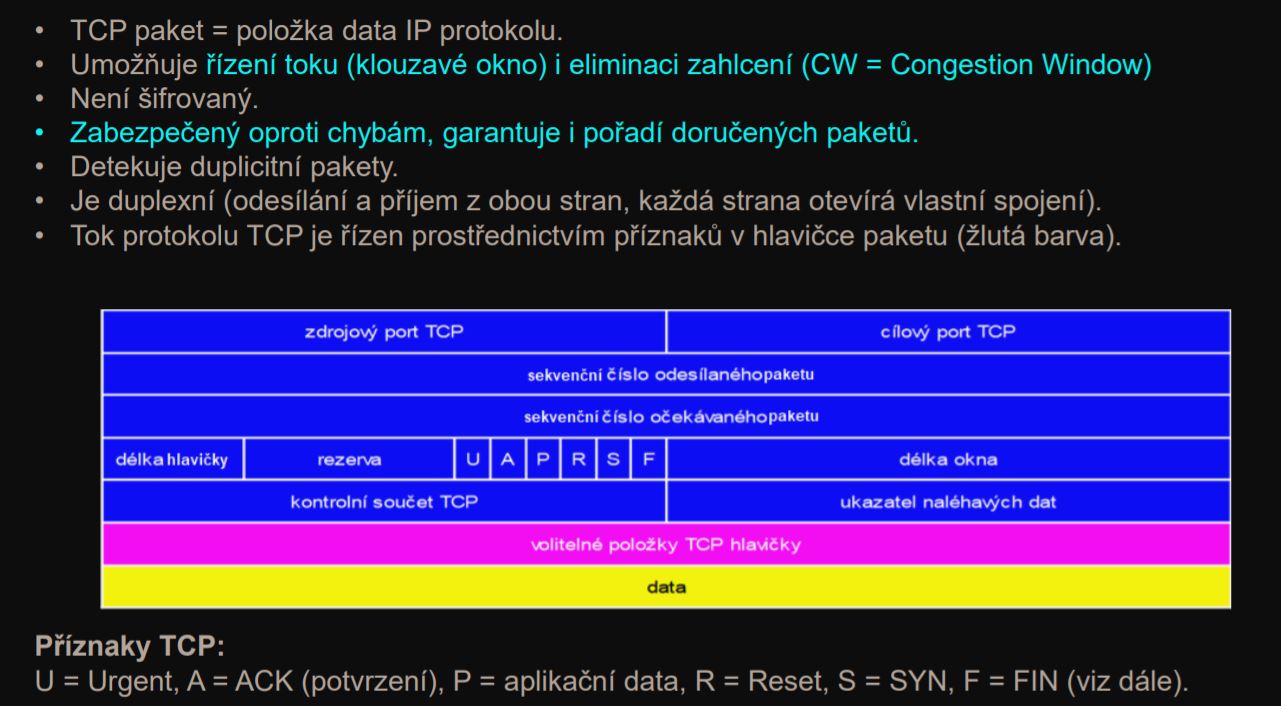 • TCP paket = položka data IP protokolu.
• Umožňuje řízení toku (klouzavé okno) i eliminaci zahlcení (CW = Congestion Window)
• Není šifrovaný.
• Zabezpečený oproti chybám, garantuje i pořadí doručených paketů.
• Detekuje duplicitní pakety.
• Je duplexní (odesílání a příjem z obou stran, každá strana otevírá vlastní spojení).
• Tok protokolu TCP je řízen prostřednictvím příznaků v hlavičce paketu (žlutá barva).
zdrojový port TCP cílový port TCP
sekvenční číslo odesílaného paketu
sekvenční číslo očekávaného paketu
délka hlavičky rezerva U A P R S F délka okna
kontrolní součet TCP ukazatel naléhavých dat
volitelné položky TCP hlavičky
data
Příznaky TCP:
U = Urgent, A = ACK (potvrzení), P = aplikační data, R = Reset, S = SYN, F = FIN (viz dále).